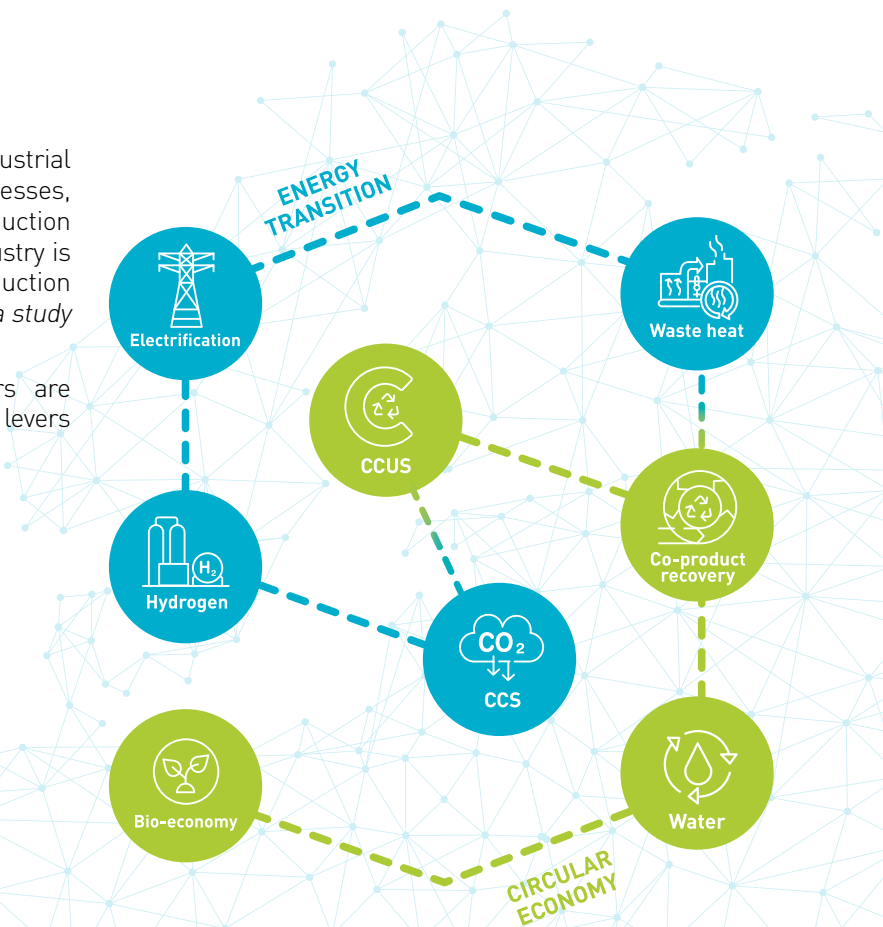 ustrial
esses,
uction
ustry is
uction
a study
rs are
levers
ENERGY
TRANSITION
Electrification
Waste heat
CCUS
Co-product
recovery
H₂
Hydrogen
CO₂
CCS
Bio-economy
Water
CIRCULAR
ECONOMY